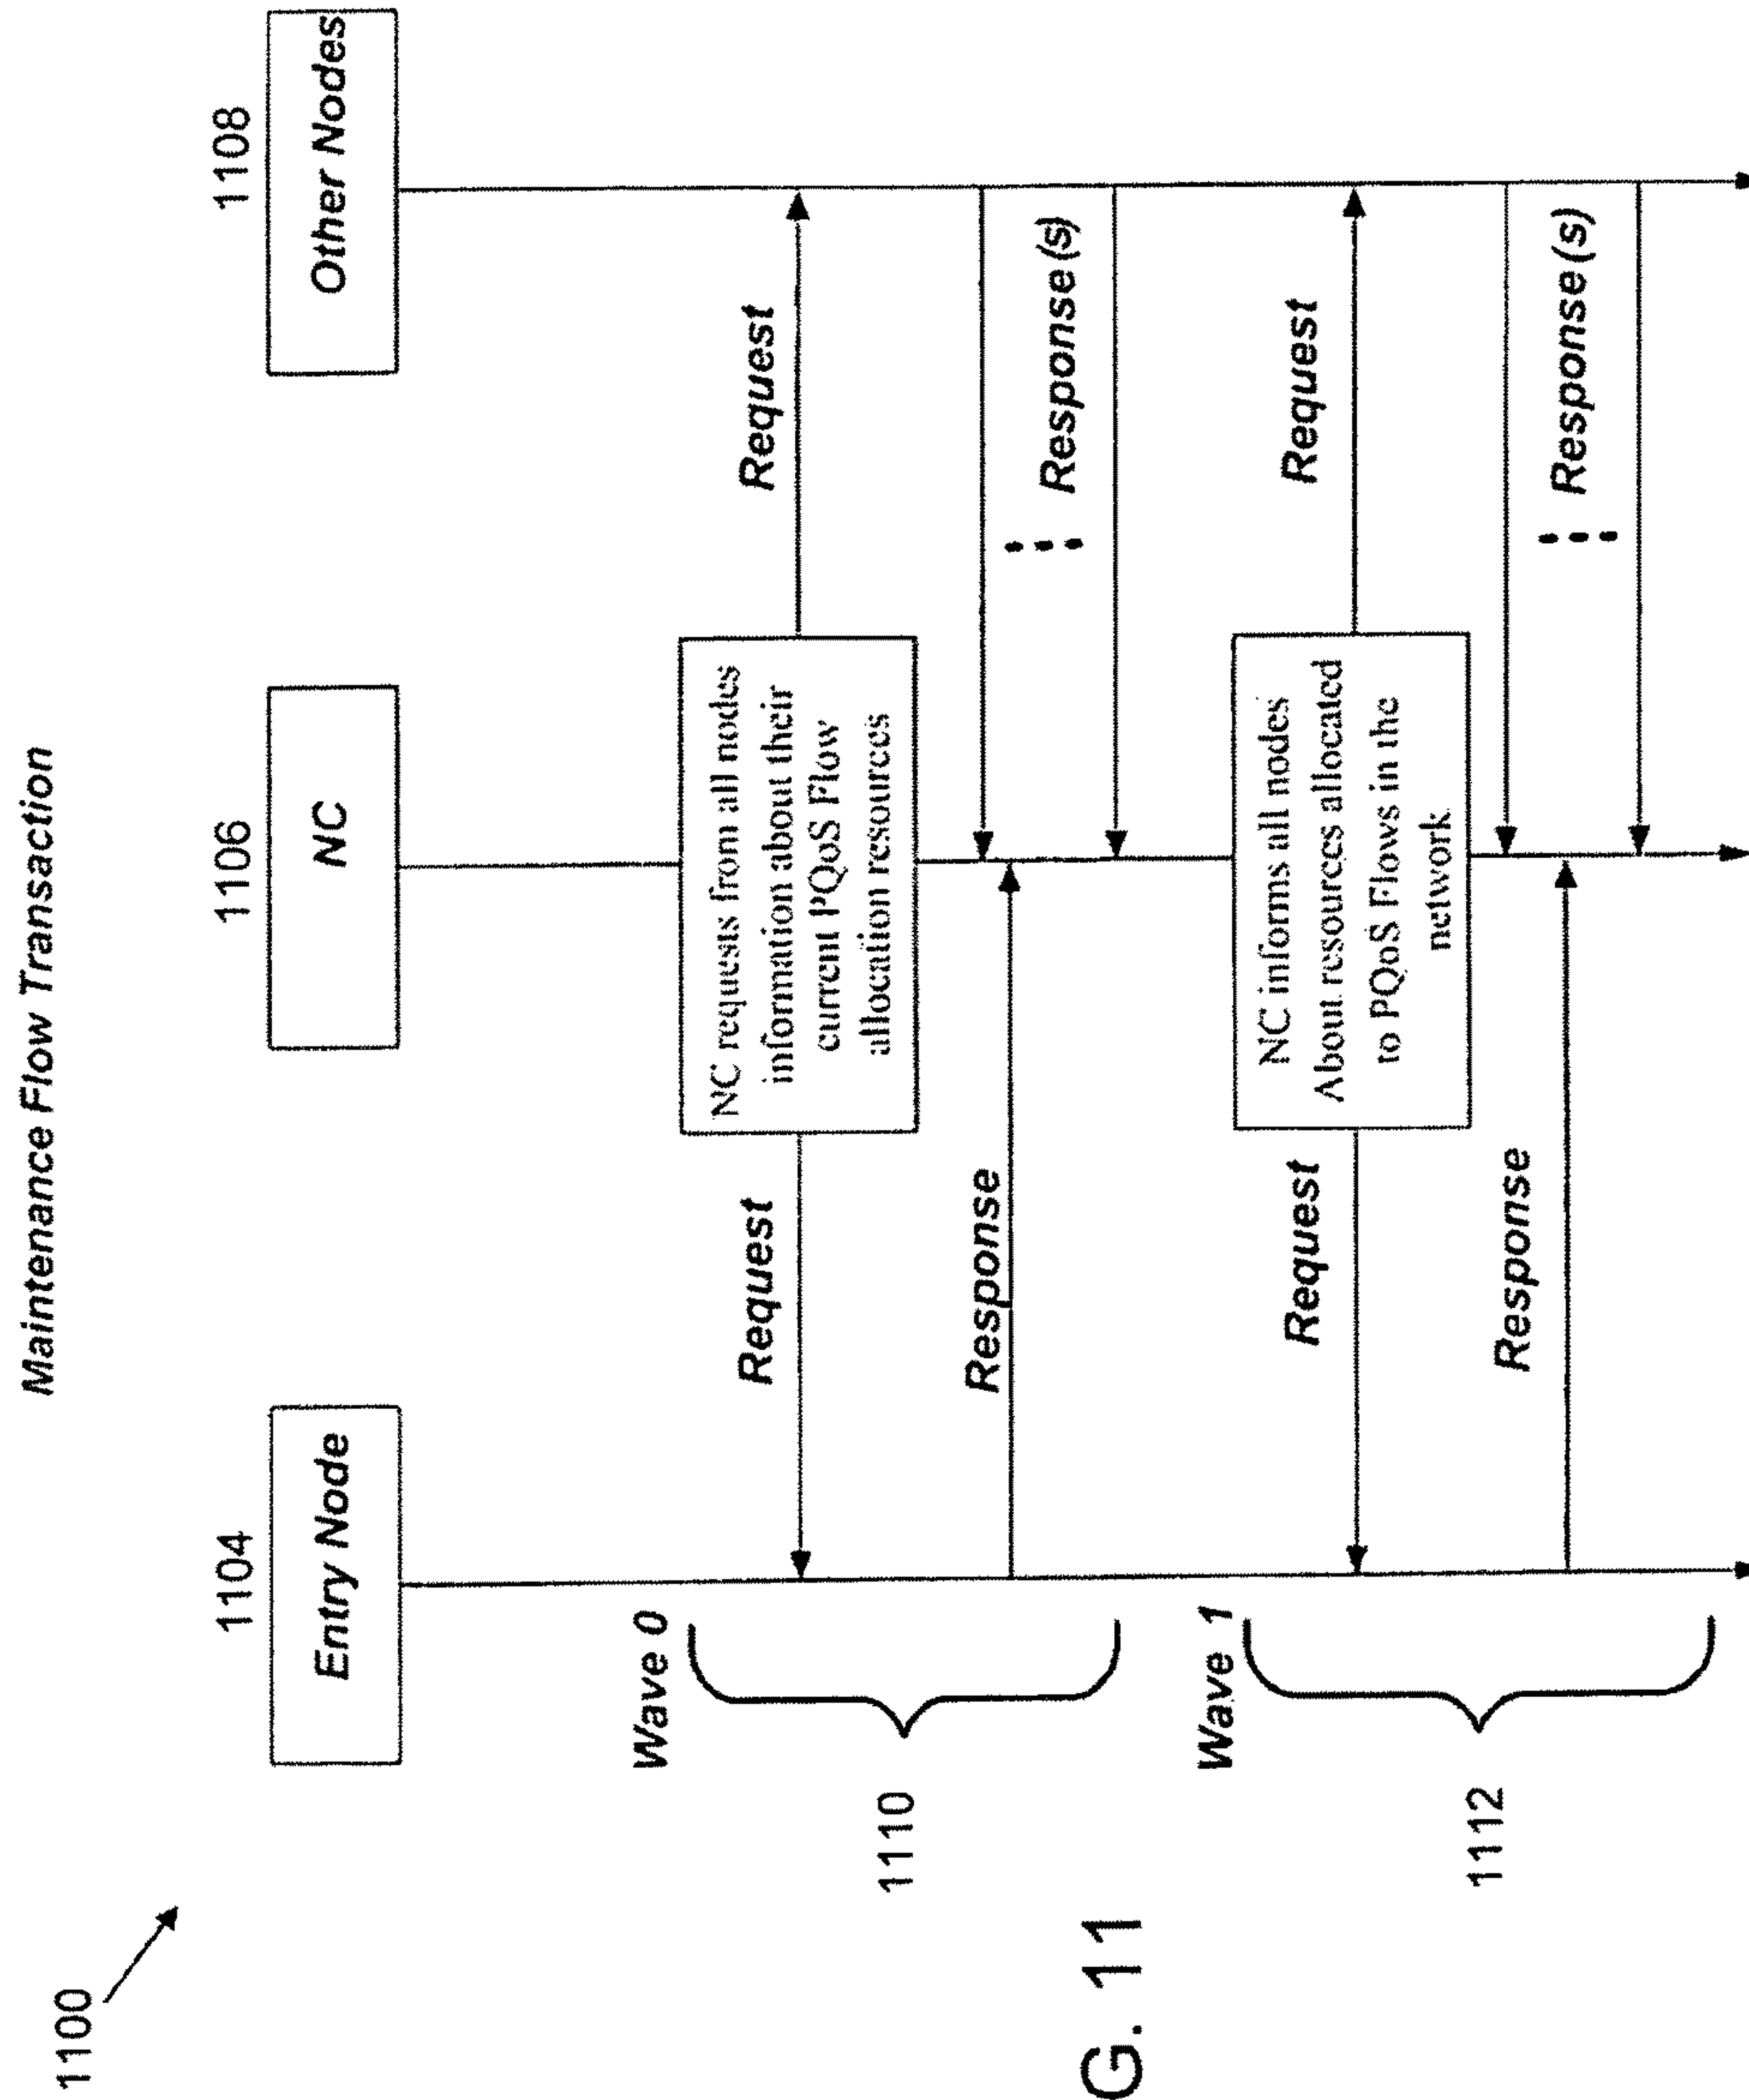 Maintenance Flow Transaction
1100
1104
1106
1108
Entry Node
NC
Other Nodes
Wave 0
NC requests from all nodes
information about their
current PQoS Flow
allocation resources
Request
Request
1110
Response
Response(s)
Wave 1
NC informs all nodes
About resources allocated
to PQoS Flows in the
network
Request
Request
1112
Response
Response(s)
G. 11